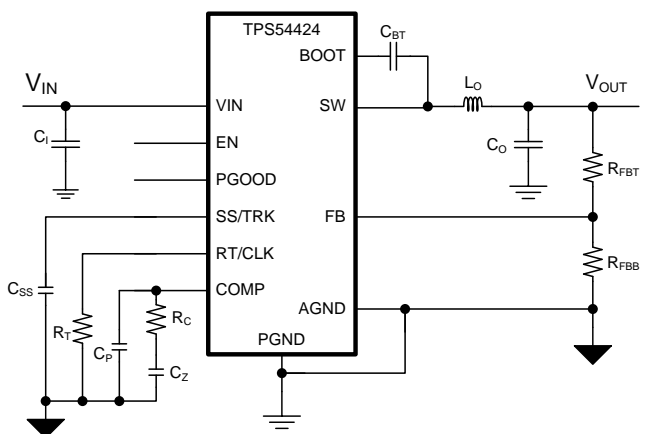 TPS54424
BOOT
C_BT
V_IN
VIN
SW
L_O
V_OUT
C_I
EN
C_O
R_FBT
PGOOD
SS/TRK
FB
RT/CLK
R_FBB
C_SS
COMP
R_T
C_P
R_C
C_Z
AGND
PGND